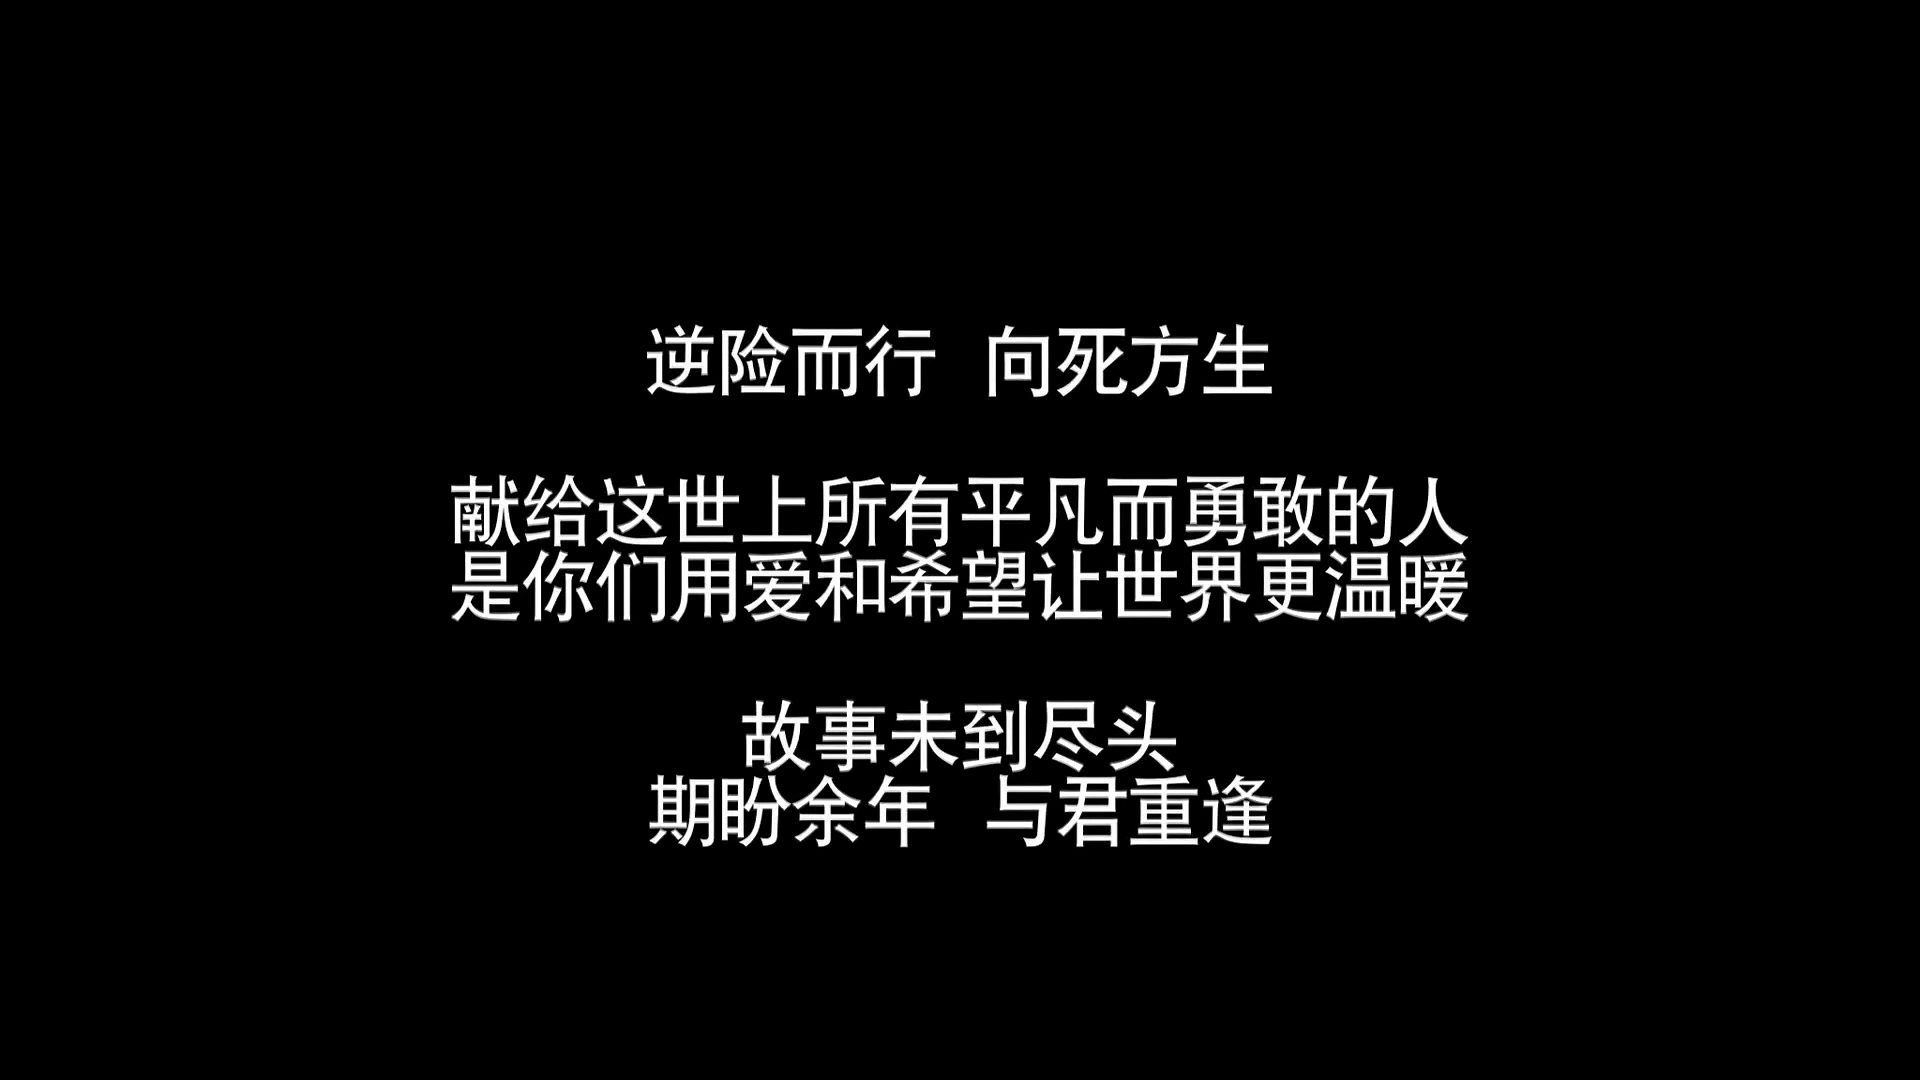 逆险而行 向死方生
献给这世上所有平凡而勇敢的人
是你们用爱和希望让世界更温暖
故事未到尽头
期盼余年 与君重逢